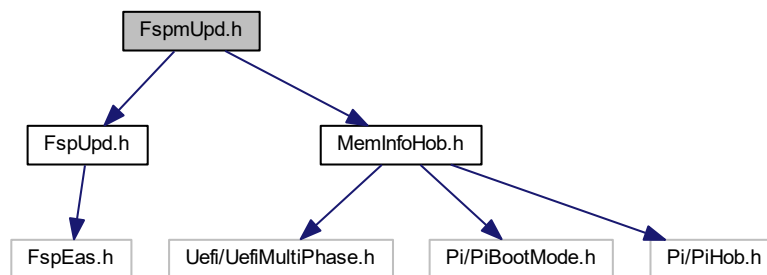 FspmUpd.h
FspUpd.h
MemInfoHob.h
FspEas.h
Uefi/UefiMultiPhase.h
Pi/PiBootMode.h
Pi/PiHob.h